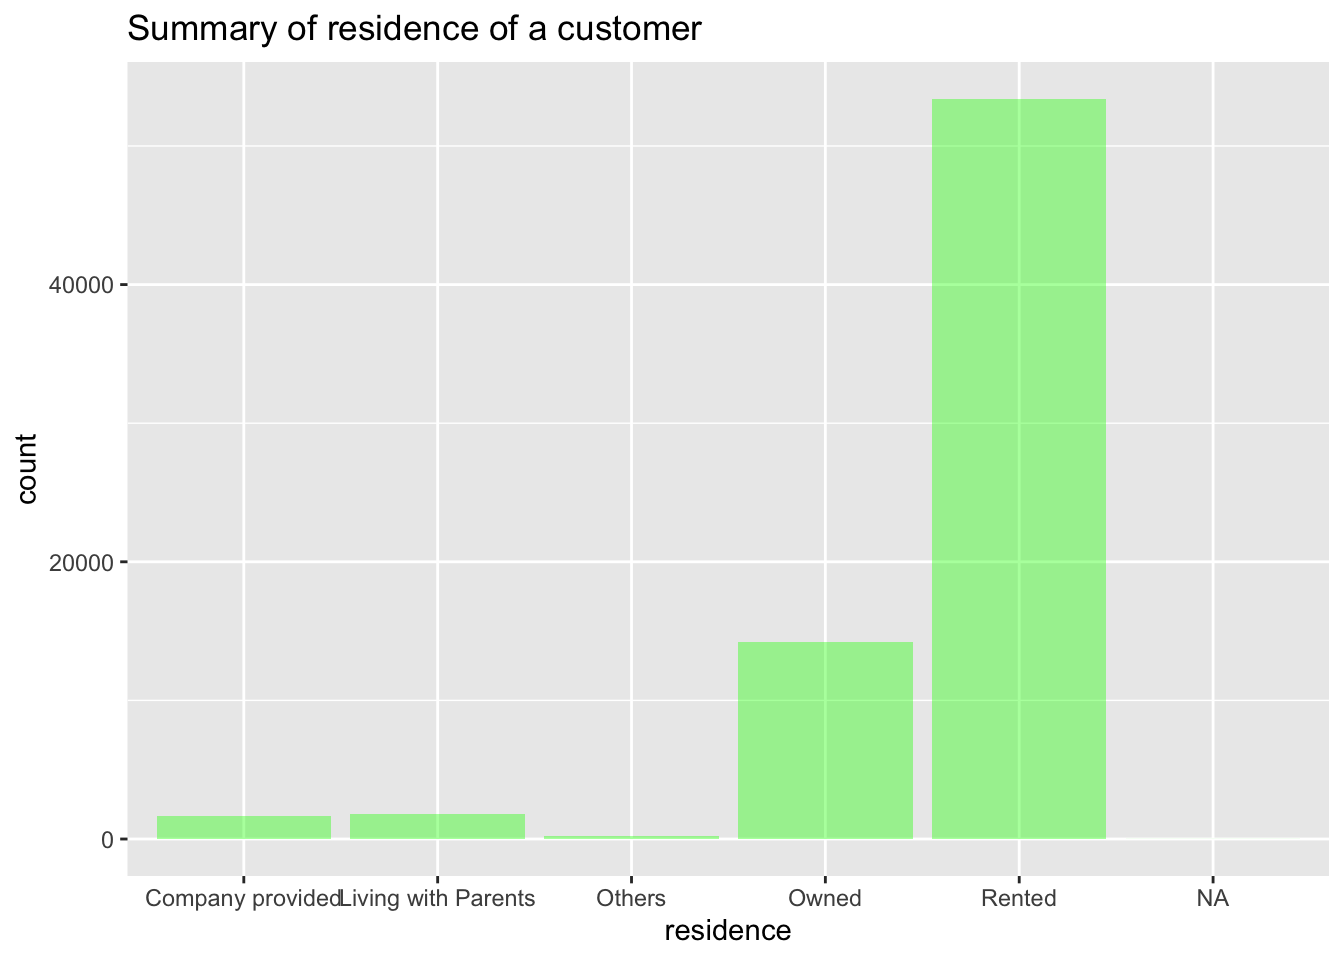 Summary of residence of a customer
count
40000
20000
0
Company provided Living with Parents Others Owned Rented NA
residence